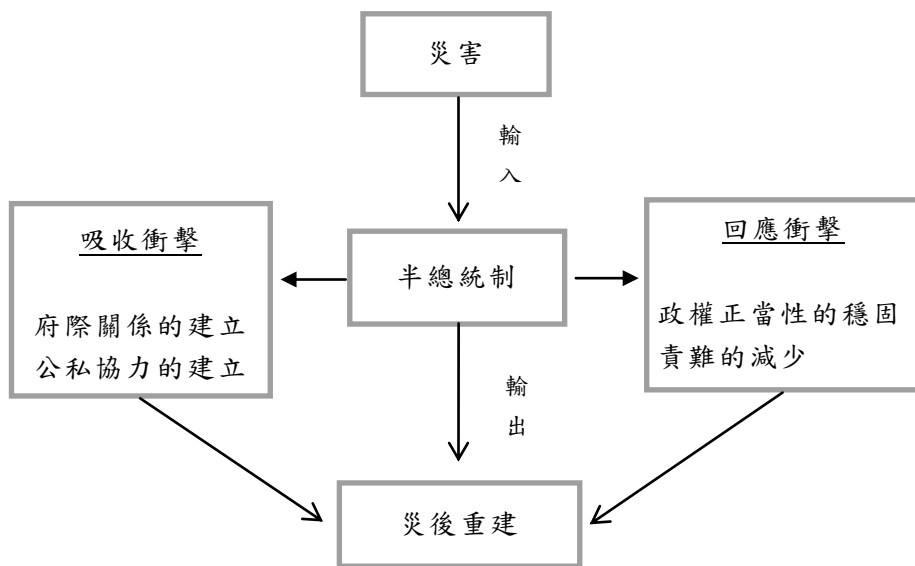 災害
輸
入
吸收衝擊
府際關係的建立
公私協力的建立
半總統制
回應衝擊
政權正當性的穩固
責難的減少
輸
出
災後重建